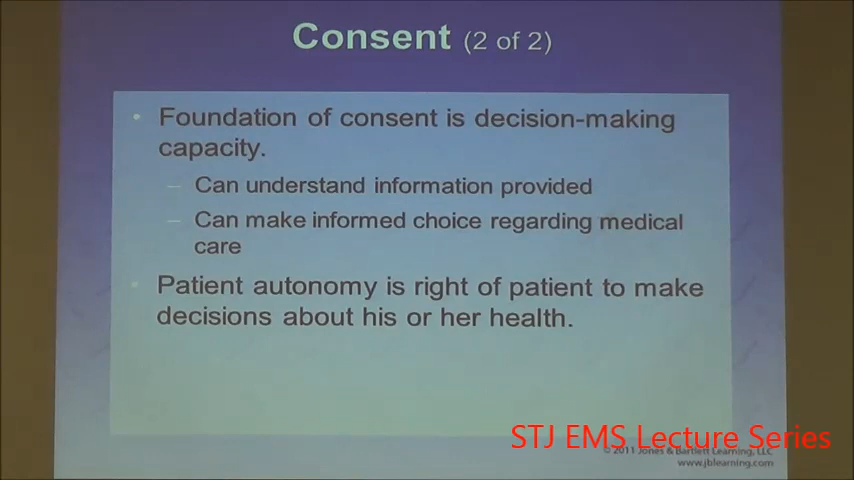 Consent (2 of 2)
• Foundation of consent is decision-making
capacity.
– Can understand information provided
– Can make informed choice regarding medical
care
• Patient autonomy is right of patient to make
decisions about his or her health.
STJ EMS Lecture Series
© 2011 Jones & Bartlett Learning, LLC
www.jblearning.com